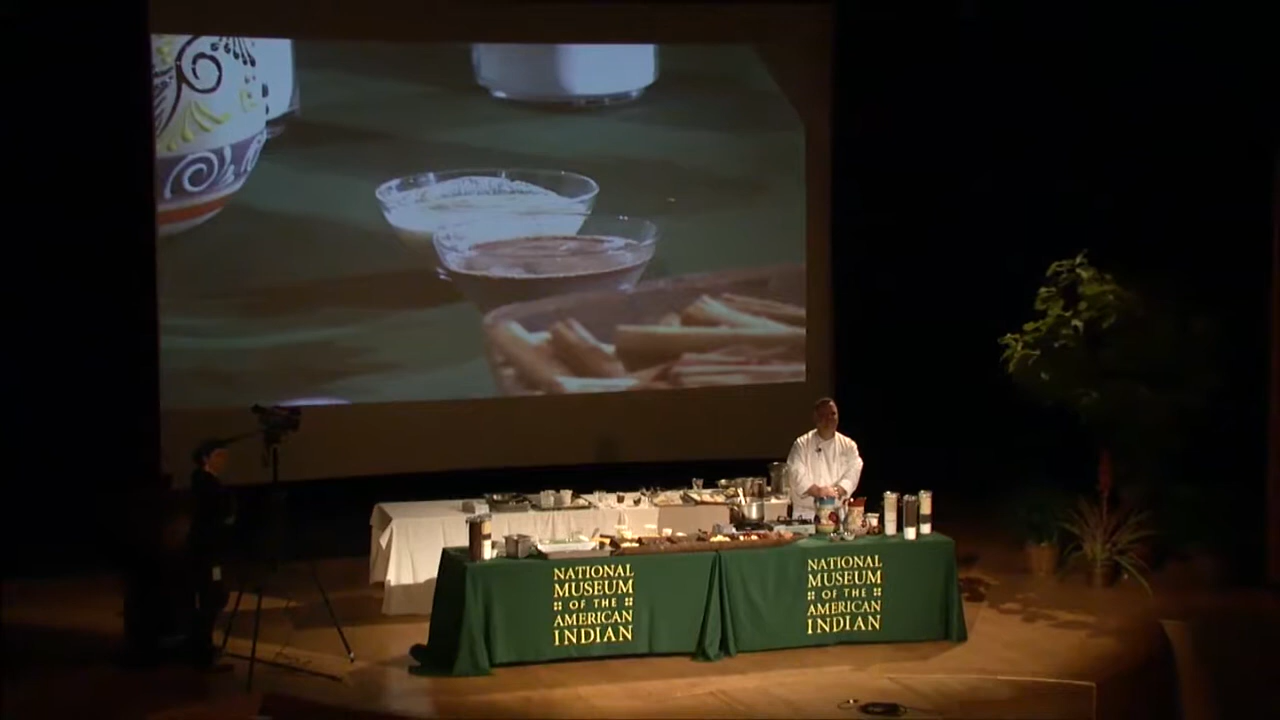 NATIONAL
MUSEUM
OF THE
AMERICAN
INDIAN
NATIONAL
MUSEUM
OF THE
AMERICAN
INDIAN